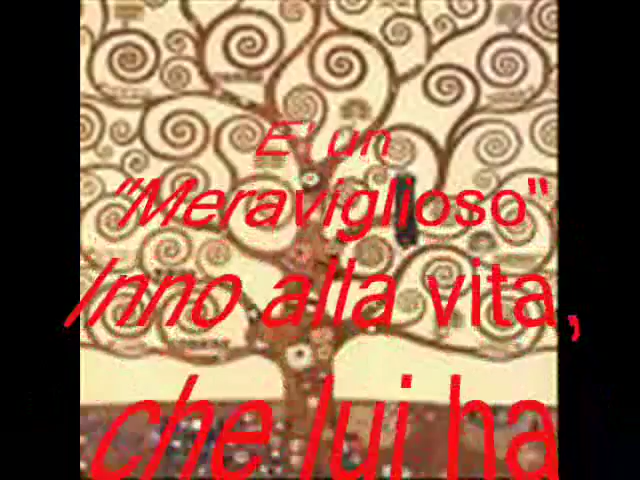 E' un
"Meraviglioso"
Inno alla vita,
che lui ha